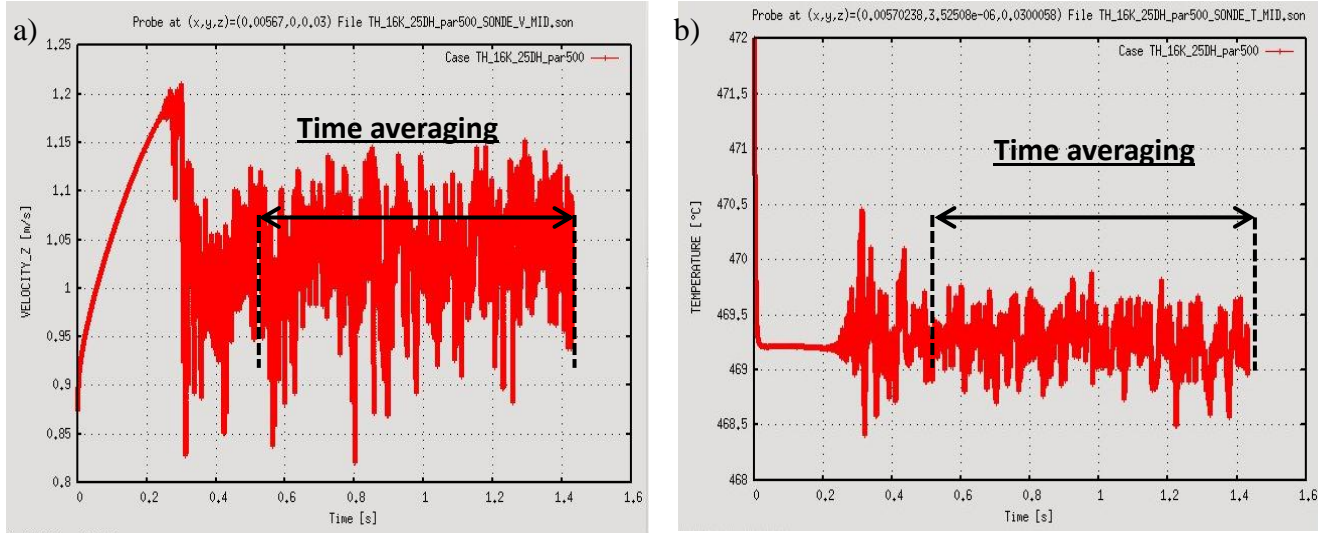 a)
Probe at (x,y,z)=(0.00567,0,0.03) File TH_16K_25DH_par500_SONDE_V_MID.son
1.25
1.2
1.15
1.1
1.05
1
0.95
0.9
0.85
0.8
VELOCITY_Z [m/s]
Case TH_16K_25DH_par500
Time averaging
0 0.2 0.4 0.6 0.8 1 1.2 1.4 1.6
Time [s]
b)
Probe at (x,y,z)=(0.00570238,3.52508e-06,0.0300058) File TH_16K_25DH_par500_SONDE_T_MID.son
472
471.5
471
470.5
470
469.5
469
468.5
468
TEMPERATURE [°C]
Case TH_16K_25DH_par500
Time averaging
0 0.2 0.4 0.6 0.8 1 1.2 1.4 1.6
Time [s]